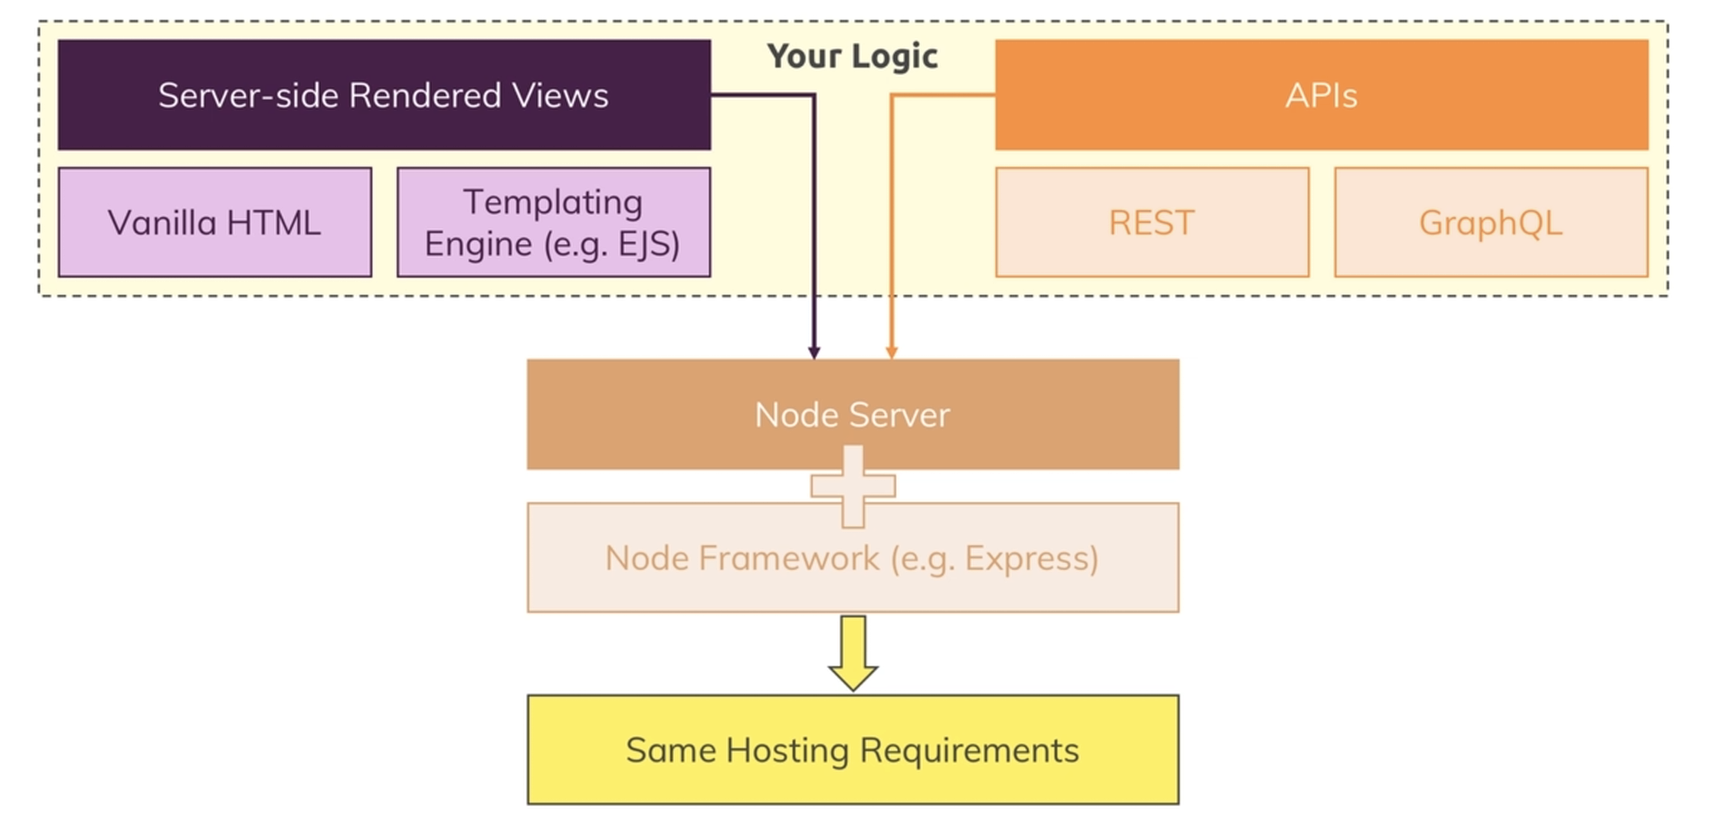 Your Logic
Server-side Rendered Views
APIs
Vanilla HTML
Templating
Engine (e.g. EJS)
REST
GraphQL
Node Server
Node Framework (e.g. Express)
Same Hosting Requirements